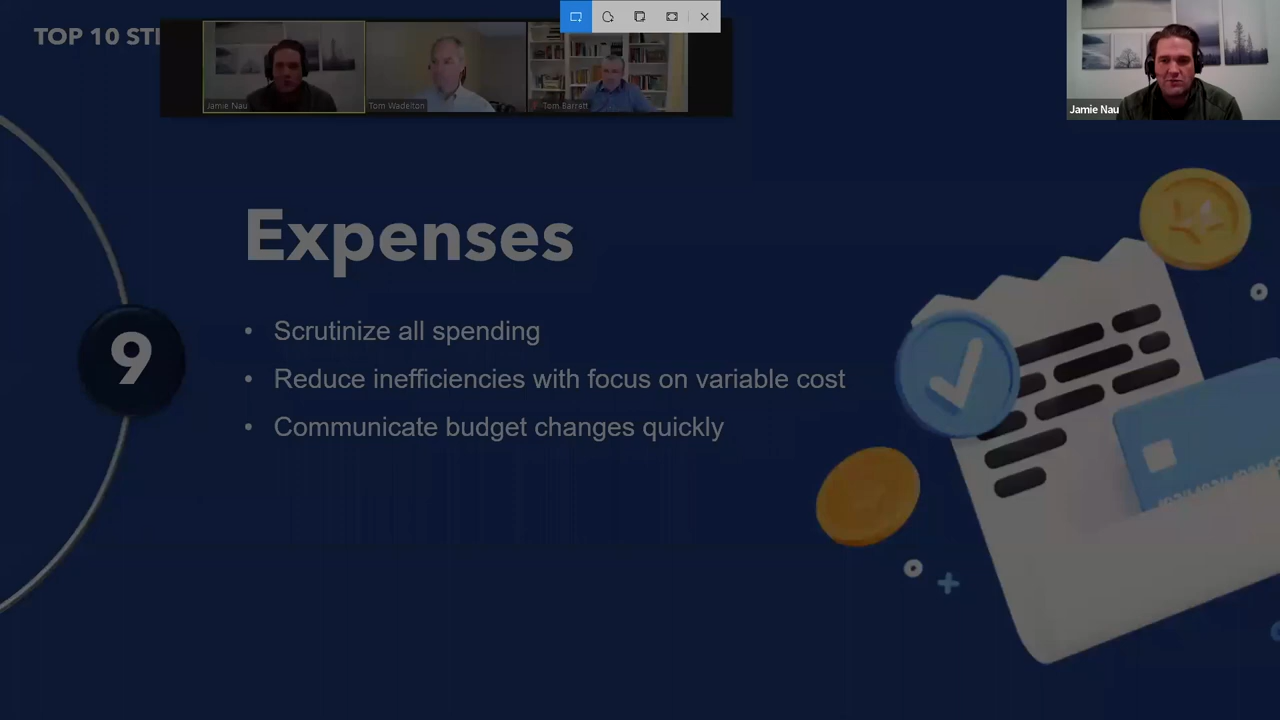 TOP 10 STE
Jamie Nau
Tom Wadelton
Tom Barratt
Jamie Nau
Expenses
9
• Scrutinize all spending
• Reduce inefficiencies with focus on variable cost
• Communicate budget changes quickly